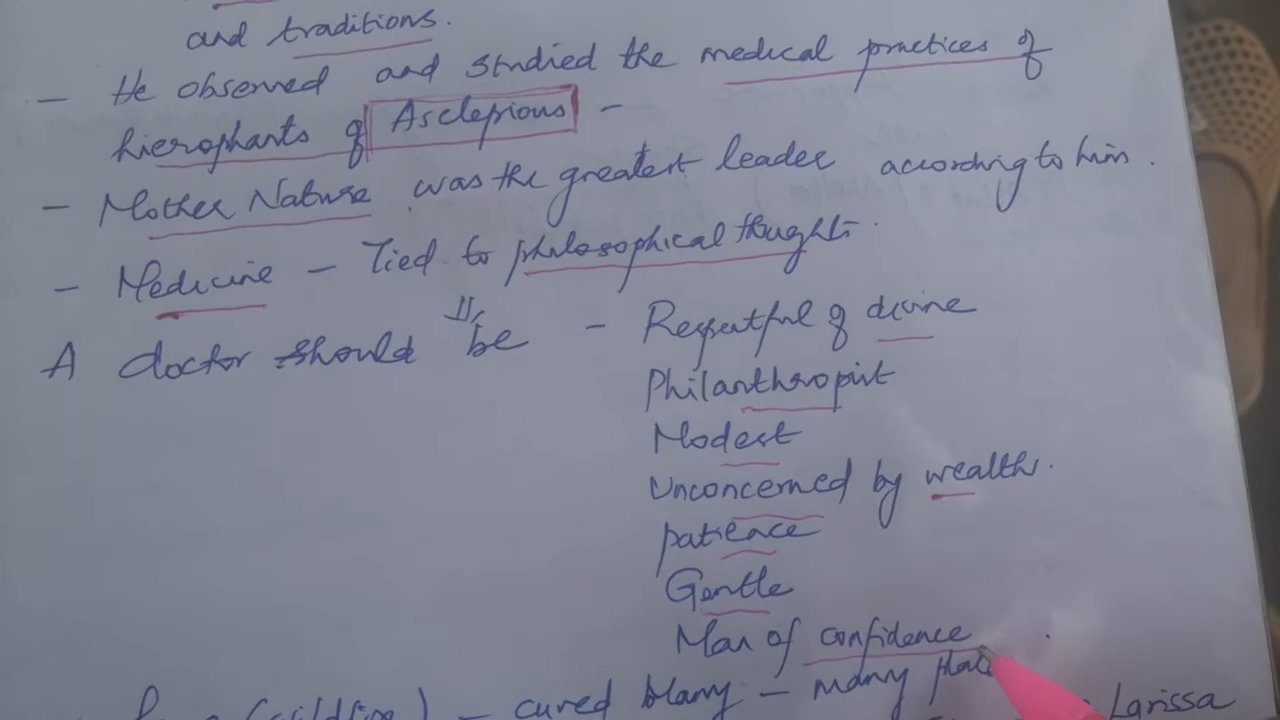 and traditions.
- He observed and studied the medical practices of
hierophants of Asclepious -
- Mother Nature was the greatest leader according to him.
- Medicine - Tied to philosophical thoughts.
A doctor should be - Respectful of divine
Philanthropist
Modest
Unconcerned by wealth.
patience
Gentle
Man of confidence
- cured many - many
Larissa